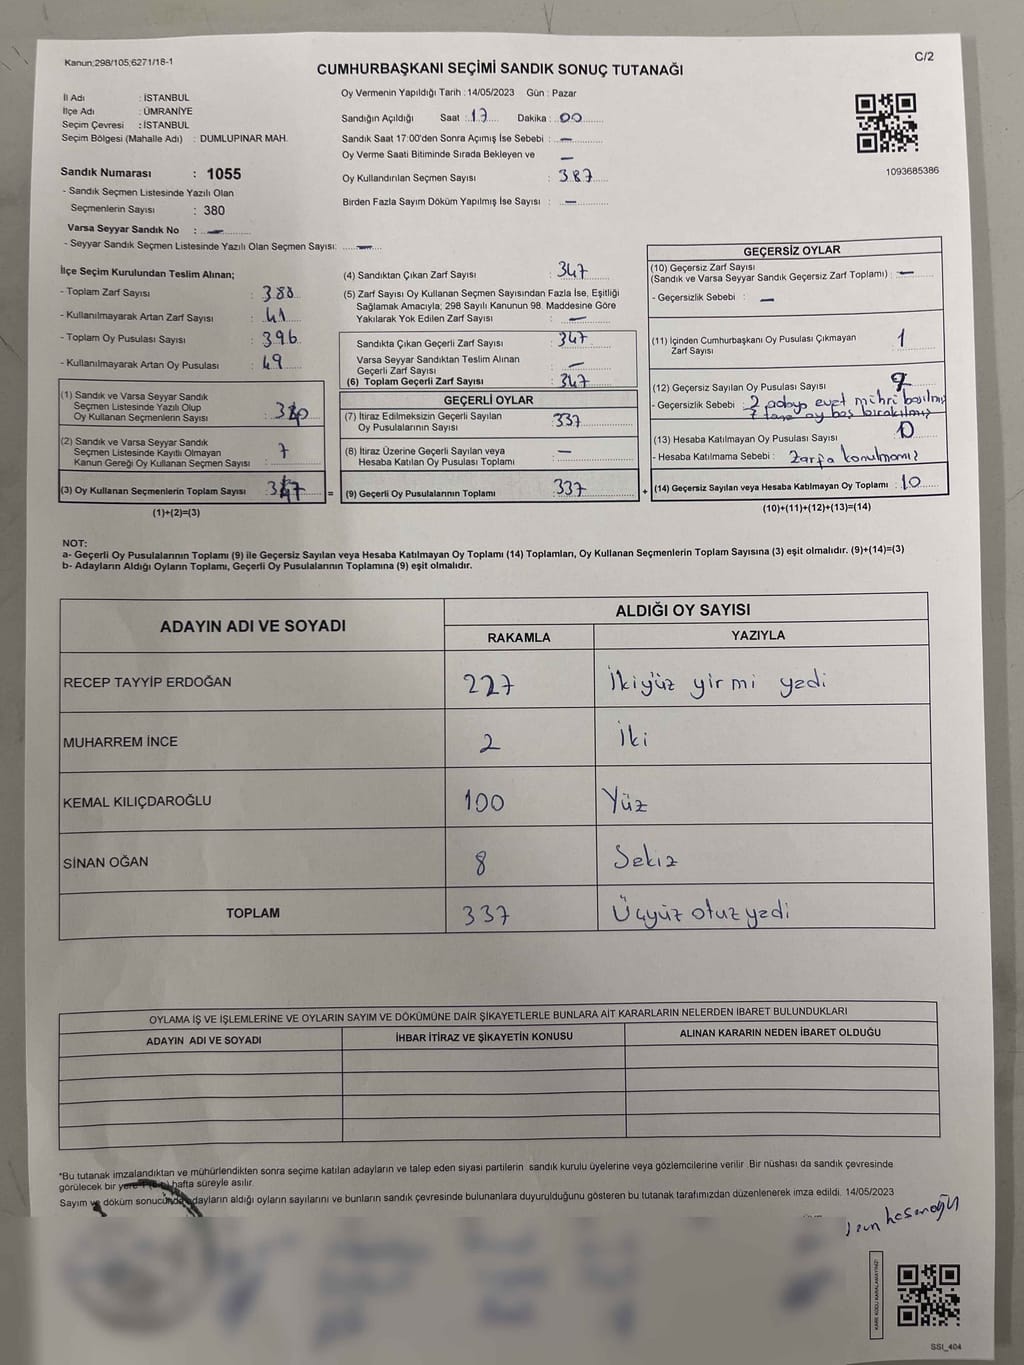 Kanun:298/105;6271/18-1
C/2
CUMHURBAŞKANI SEÇİMİ SANDIK SONUÇ TUTANAĞI
İl Adı : İSTANBUL
İlçe Adı : ÜMRANİYE
Seçim Çevresi : İSTANBUL
Seçim Bölgesi (Mahalle Adı) : DUMLUPINAR MAH.
Sandık Numarası : 1055
- Sandık Seçmen Listesinde Yazılı Olan
Seçmenlerin Sayısı : 380
Varsa Seyyar Sandık No : —
- Seyyar Sandık Seçmen Listesinde Yazılı Olan Seçmen Sayısı: —
Oy Vermenin Yapıldığı Tarih : 14/05/2023 Gün : Pazar
Sandığın Açıldığı Saat : 17 Dakika : 00
Sandık Saat 17:00'den Sonra Açımış İse Sebebi : —
Oy Verme Saati Bitiminde Sırada Bekleyen ve —
Oy Kullandırılan Seçmen Sayısı : 387
Birden Fazla Sayım Döküm Yapılmış İse Sayısı : —
1093685386
İlçe Seçim Kurulundan Teslim Alınan;
- Toplam Zarf Sayısı : 388
- Kullanılmayarak Artan Zarf Sayısı : 41
- Toplam Oy Pusulası Sayısı : 396
- Kullanılmayarak Artan Oy Pusulası : 49
(1) Sandık ve Varsa Seyyar Sandık
Seçmen Listesinde Yazılı Olup
Oy Kullanan Seçmenlerin Sayısı :
(2) Sandık ve Varsa Seyyar Sandık
Seçmen Listesinde Kayıtlı Olmayan
Kanun Gereği Oy Kullanan Seçmen Sayısı : 7
(3) Oy Kullanan Seçmenlerin Toplam Sayısı : 347 =
(1)+(2)=(3)
(4) Sandıktan Çıkan Zarf Sayısı : 347
(5) Zarf Sayısı Oy Kullanan Seçmen Sayısından Fazla İse, Eşitliği
Sağlamak Amacıyla; 298 Sayılı Kanunun 98. Maddesine Göre
Yakılarak Yok Edilen Zarf Sayısı : —
Sandıkta Çıkan Geçerli Zarf Sayısı : 347
Varsa Seyyar Sandıktan Teslim Alınan
Geçerli Zarf Sayısı : —
(6) Toplam Geçerli Zarf Sayısı : 347
GEÇERLİ OYLAR
(7) İtiraz Edilmeksizin Geçerli Sayılan
Oy Pusulalarının Sayısı : 337
(8) İtiraz Üzerine Geçerli Sayılan veya
Hesaba Katılan Oy Pusulası Toplamı : —
(9) Geçerli Oy Pusulalarının Toplamı : 337 +
GEÇERSİZ OYLAR
(10) Geçersiz Zarf Sayısı
(Sandık ve Varsa Seyyar Sandık Geçersiz Zarf Toplamı) : —
- Geçersizlik Sebebi : —
(11) İçinden Cumhurbaşkanı Oy Pusulası Çıkmayan
Zarf Sayısı : 1
(12) Geçersiz Sayılan Oy Pusulası Sayısı : 9
- Geçersizlik Sebebi : 2 adaya evet mührü basılmış
7 tane oy boş bırakılmış
(13) Hesaba Katılmayan Oy Pusulası Sayısı : 0
- Hesaba Katılmama Sebebi : Zarfa konulmamış
(14) Geçersiz Sayılan veya Hesaba Katılmayan Oy Toplamı : 10
(10)+(11)+(12)+(13)=(14)
NOT:
a- Geçerli Oy Pusulalarının Toplamı (9) ile Geçersiz Sayılan veya Hesaba Katılmayan Oy Toplamı (14) Toplamları, Oy Kullanan Seçmenlerin Toplam Sayısına (3) eşit olmalıdır. (9)+(14)=(3)
b- Adayların Aldığı Oyların Toplamı, Geçerli Oy Pusulalarının Toplamına (9) eşit olmalıdır.
ADAYIN ADI VE SOYADI
ALDIĞI OY SAYISI
RAKAMLA YAZIYLA
RECEP TAYYİP ERDOĞAN 227 İkiyüz yirmi yedi
MUHARREM İNCE 2 İki
KEMAL KILIÇDAROĞLU 100 Yüz
SİNAN OĞAN 8 Sekiz
TOPLAM 337 Üçyüz otuz yedi
OYLAMA İŞ VE İŞLEMLERİNE VE OYLARIN SAYIM VE DÖKÜMÜNE DAİR ŞİKAYETLERLE BUNLARA AİT KARARLARIN NELERDEN İBARET BULUNDUKLARI
ADAYIN ADI VE SOYADI İHBAR İTİRAZ VE ŞİKAYETİN KONUSU ALINAN KARARIN NEDEN İBARET OLDUĞU
*Bu tutanak imzalandıktan ve mühürlendikten sonra seçime katılan adayların ve talep eden siyasi partilerin sandık kurulu üyelerine veya gözlemcilerine verilir. Bir nüshası da sandık çevresinde
görülecek bir yere 1 hafta süreyle asılır.
Sayım ve döküm sonucunda adayların aldığı oyların sayılarını ve bunların sandık çevresinde bulunanlara duyurulduğunu gösteren bu tutanak tarafımızdan düzenlenerek imza edildi. 14/05/2023
KARE KODU KARALAMAYINIZ!
SSI_404